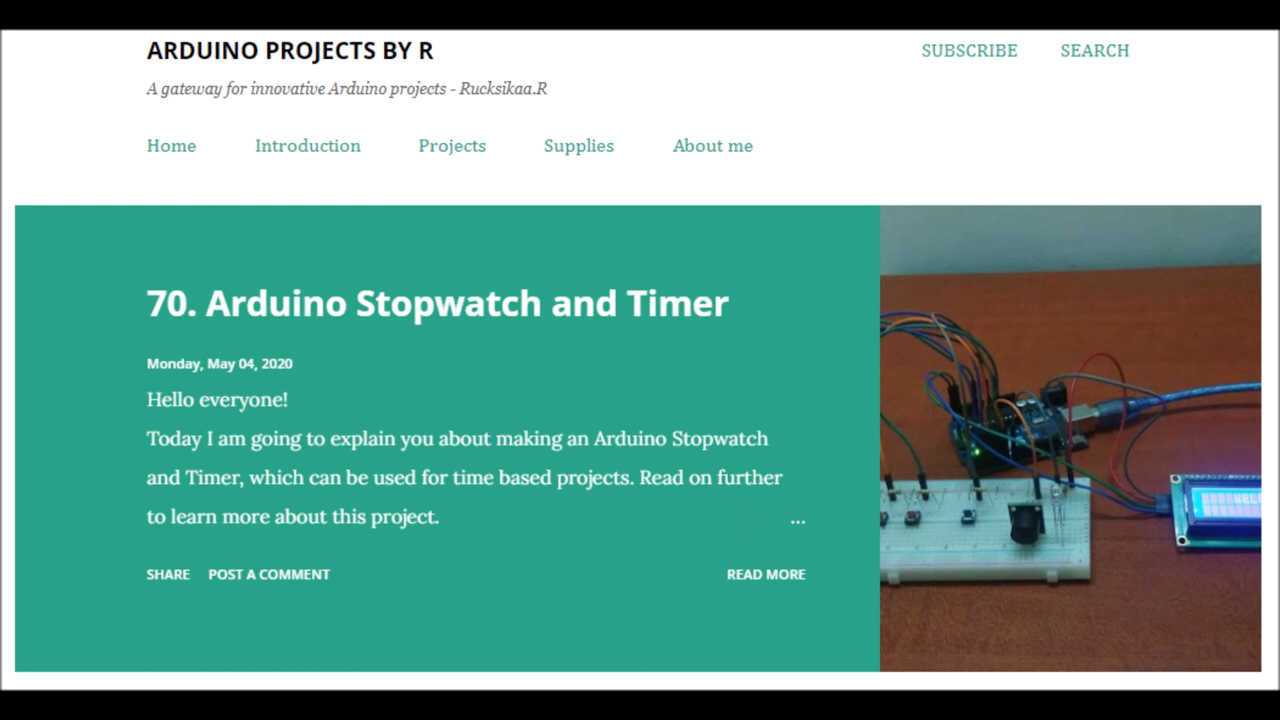 ARDUINO PROJECTS BY R
SUBSCRIBE SEARCH
A gateway for innovative Arduino projects - Rucksikaa.R
Home Introduction Projects Supplies About me
70. Arduino Stopwatch and Timer
Monday, May 04, 2020
Hello everyone!
Today I am going to explain you about making an Arduino Stopwatch
and Timer, which can be used for time based projects. Read on further
to learn more about this project. ...
SHARE POST A COMMENT READ MORE